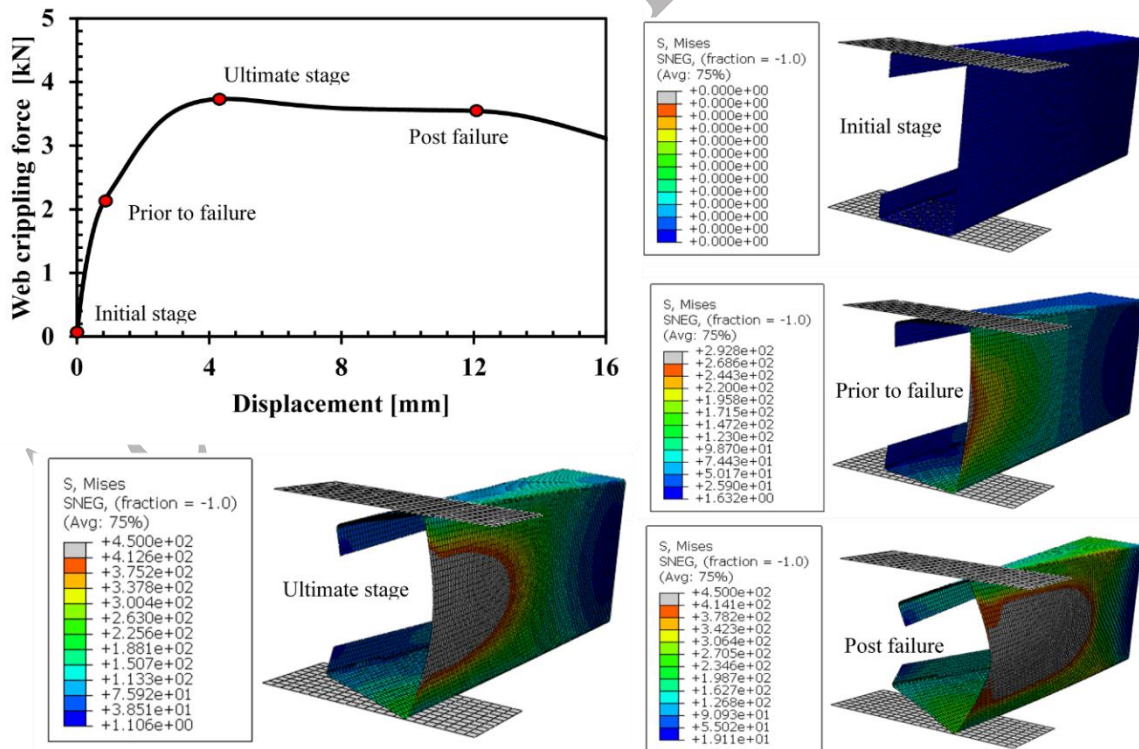 5
4
3
2
1
0
Web crippling force [kN]
Ultimate stage
Post failure
Prior to failure
Initial stage
0 4 8 12 16
Displacement [mm]
S, Mises
SNEG, (fraction = -1.0)
(Avg: 75%)
+0.000e+00
+0.000e+00
+0.000e+00
+0.000e+00
+0.000e+00
+0.000e+00
+0.000e+00
+0.000e+00
+0.000e+00
+0.000e+00
+0.000e+00
+0.000e+00
+0.000e+00
Initial stage
S, Mises
SNEG, (fraction = -1.0)
(Avg: 75%)
+2.928e+02
+2.686e+02
+2.443e+02
+2.200e+02
+1.958e+02
+1.715e+02
+1.472e+02
+1.230e+02
+9.870e+01
+7.443e+01
+5.017e+01
+2.590e+01
+1.632e+00
Prior to failure
S, Mises
SNEG, (fraction = -1.0)
(Avg: 75%)
+4.500e+02
+4.126e+02
+3.752e+02
+3.378e+02
+3.004e+02
+2.630e+02
+2.256e+02
+1.881e+02
+1.507e+02
+1.133e+02
+7.592e+01
+3.851e+01
+1.106e+00
Ultimate stage
S, Mises
SNEG, (fraction = -1.0)
(Avg: 75%)
+4.500e+02
+4.141e+02
+3.782e+02
+3.423e+02
+3.064e+02
+2.705e+02
+2.346e+02
+1.987e+02
+1.627e+02
+1.268e+02
+9.093e+01
+5.502e+01
+1.911e+01
Post failure